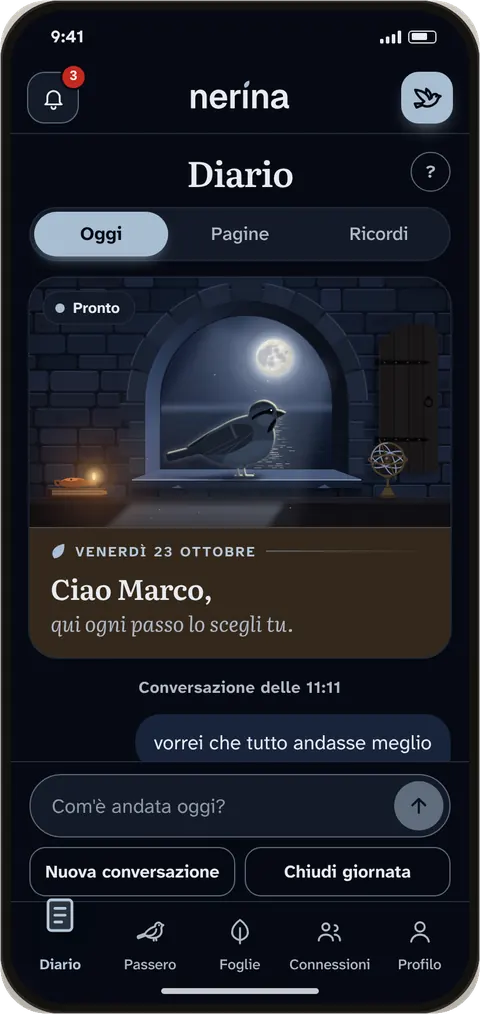 9:41
3
nerina
Diario
?
Oggi
Pagine
Ricordi
Pronto
VENERDÌ 23 OTTOBRE
Ciao Marco,
qui ogni passo lo scegli tu.
Conversazione delle 11:11
vorrei che tutto andasse meglio
Com'è andata oggi?
Nuova conversazione
Chiudi giornata
Diario
Passero
Foglie
Connessioni
Profilo